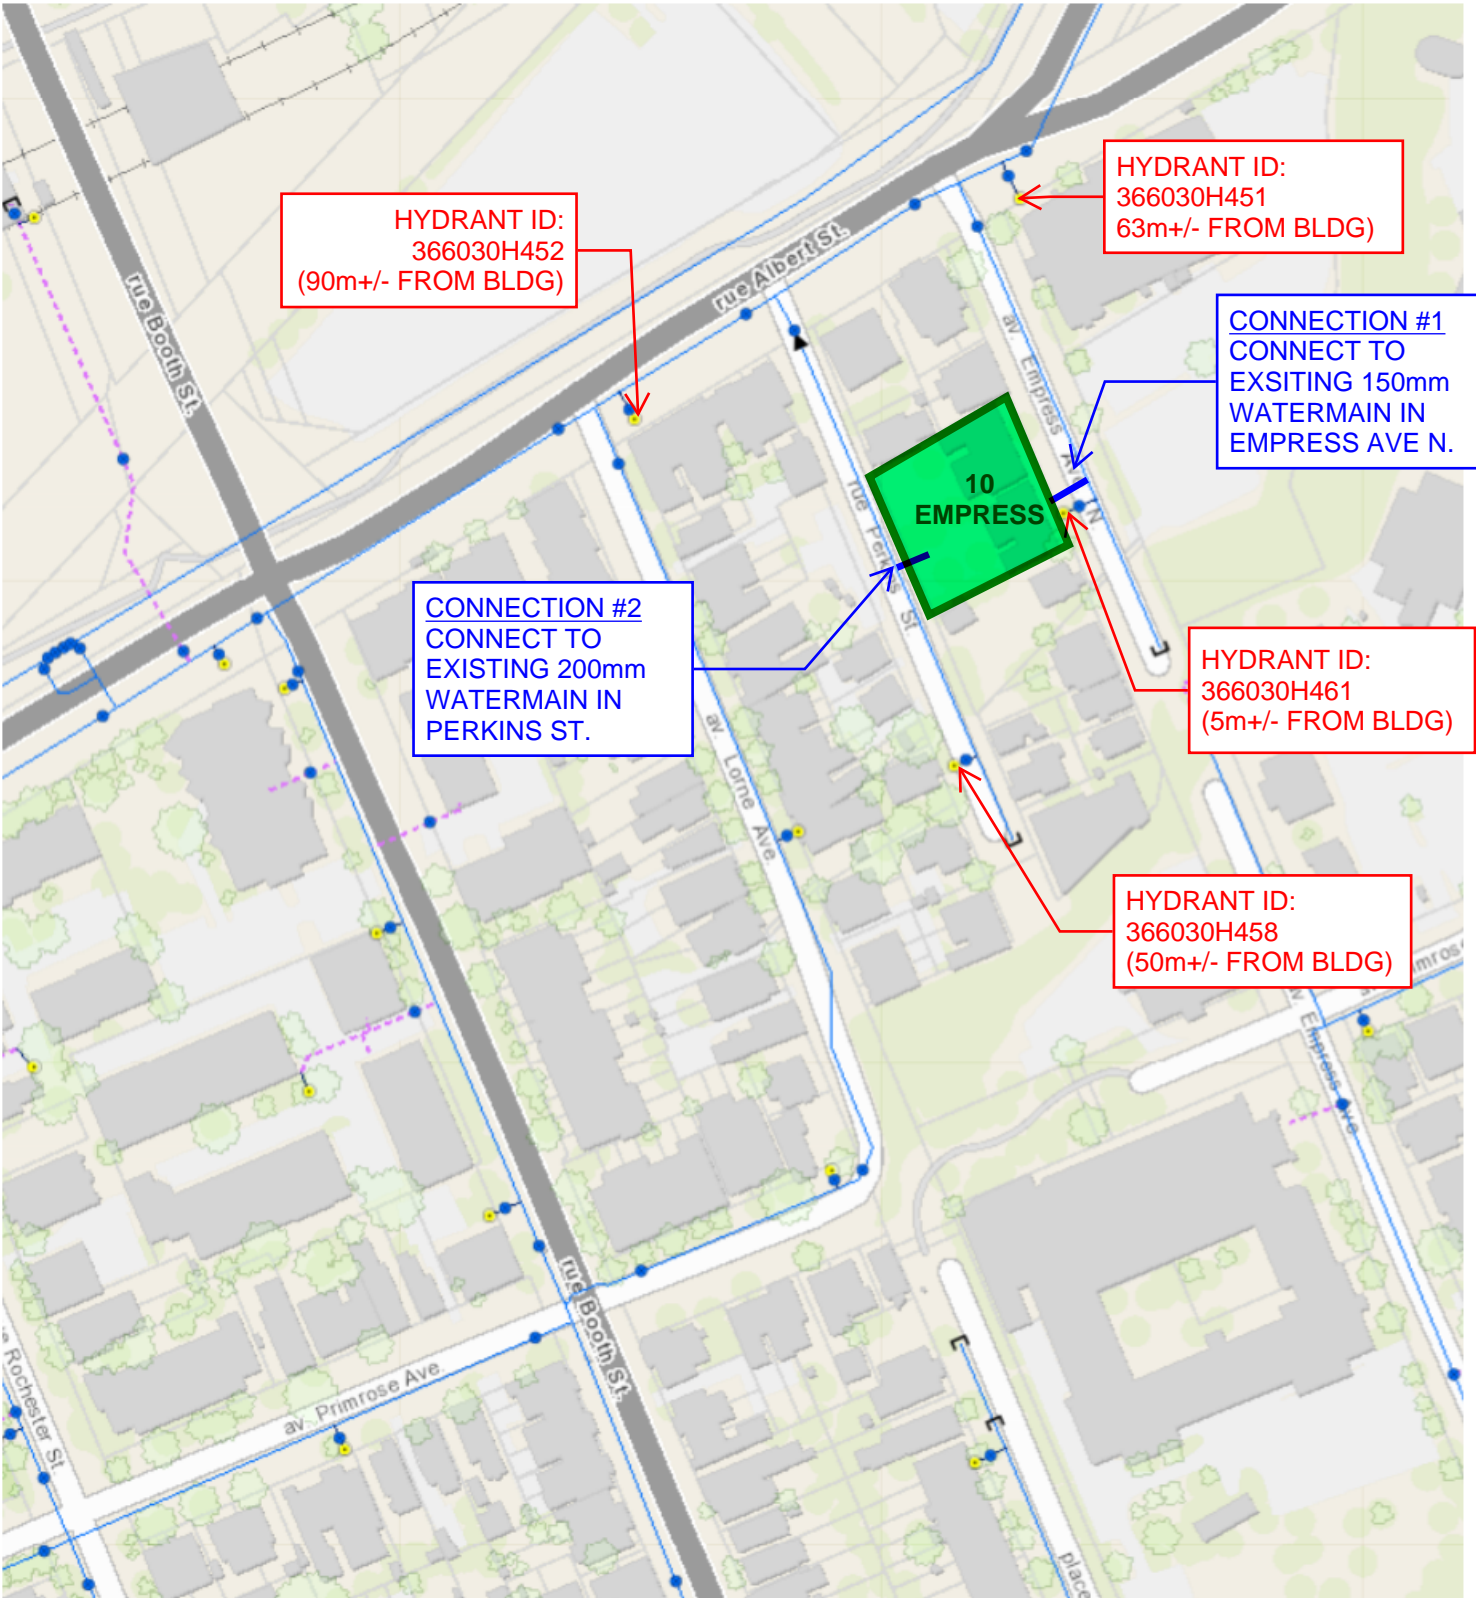 HYDRANT ID:
366030H451
63m+/- FROM BLDG)
HYDRANT ID:
366030H452
(90m+/- FROM BLDG)
rue Albert St.
rue Booth St.
CONNECTION #1
CONNECT TO
EXSITING 150mm
WATERMAIN IN
EMPRESS AVE N.
av. Empress Ave N
10
EMPRESS
rue Perkins St
CONNECTION #2
CONNECT TO
EXISTING 200mm
WATERMAIN IN
PERKINS ST.
HYDRANT ID:
366030H461
(5m+/- FROM BLDG)
av. Lorne Ave
HYDRANT ID:
366030H458
(50m+/- FROM BLDG)
imros
av. Empress Ave
rue Booth St.
av. Primrose Ave.
e Rochester St.
place